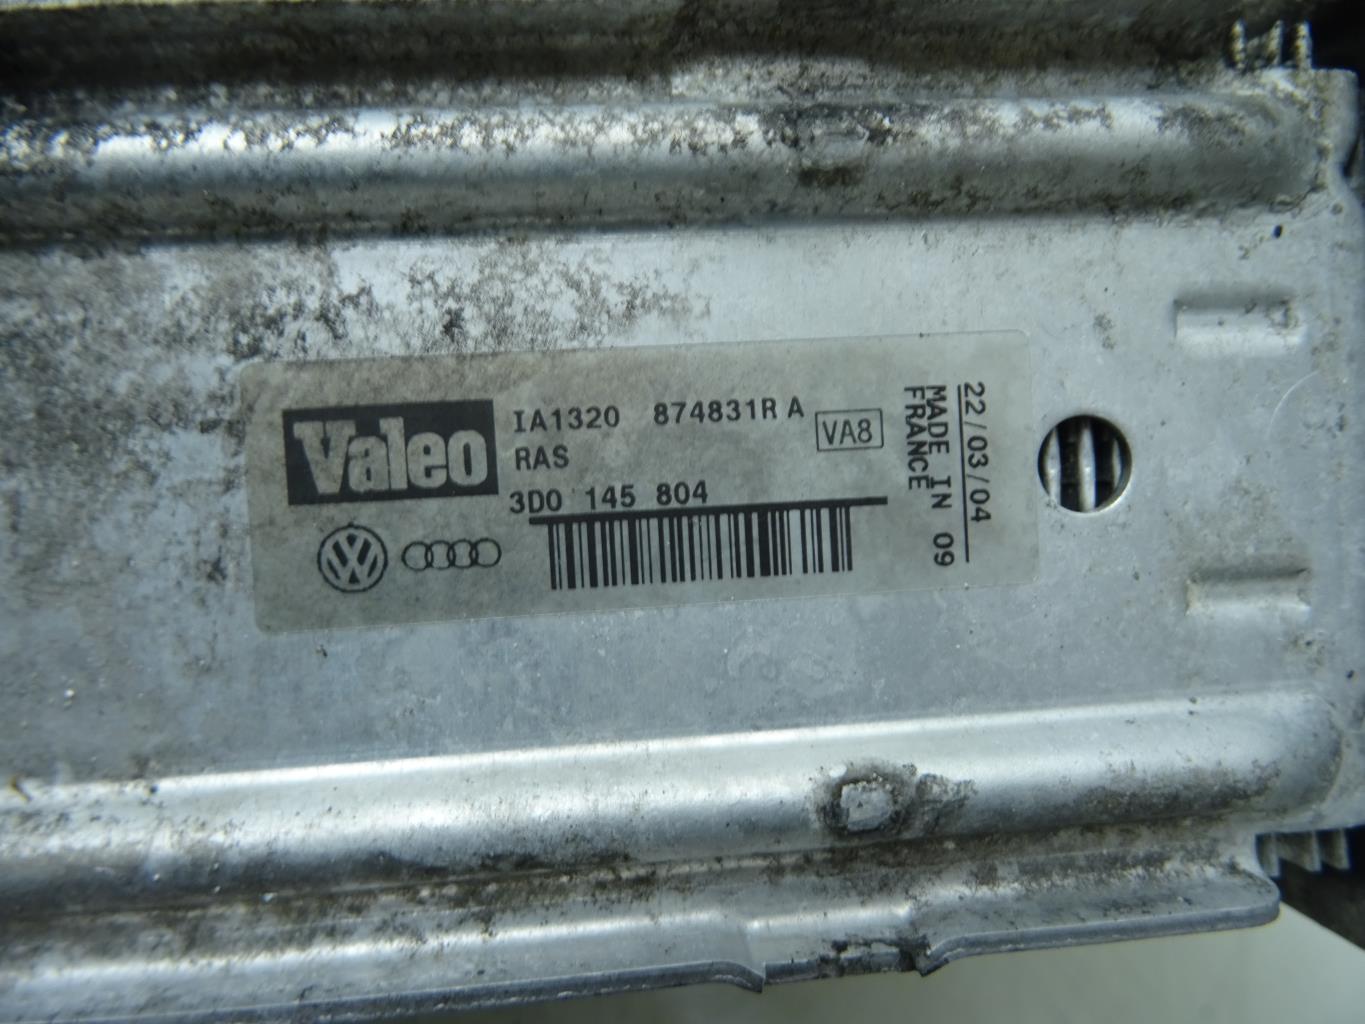 Valeo
IA1320 874831R A
RAS
VA8
3D0 145 804
22/03/04
MADE IN 09
FRANCE